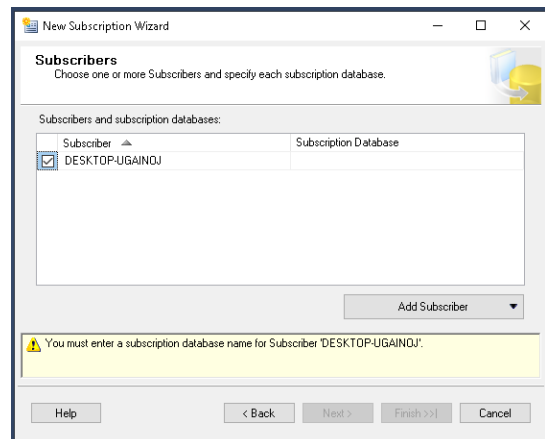 New Subscription Wizard
Subscribers
Choose one or more Subscribers and specify each subscription database.
Subscribers and subscription databases:
Subscriber Subscription Database
DESKTOP-UGAINOJ
Add Subscriber
You must enter a subscription database name for Subscriber 'DESKTOP-UGAINOJ'.
Help < Back Next > Finish >>| Cancel